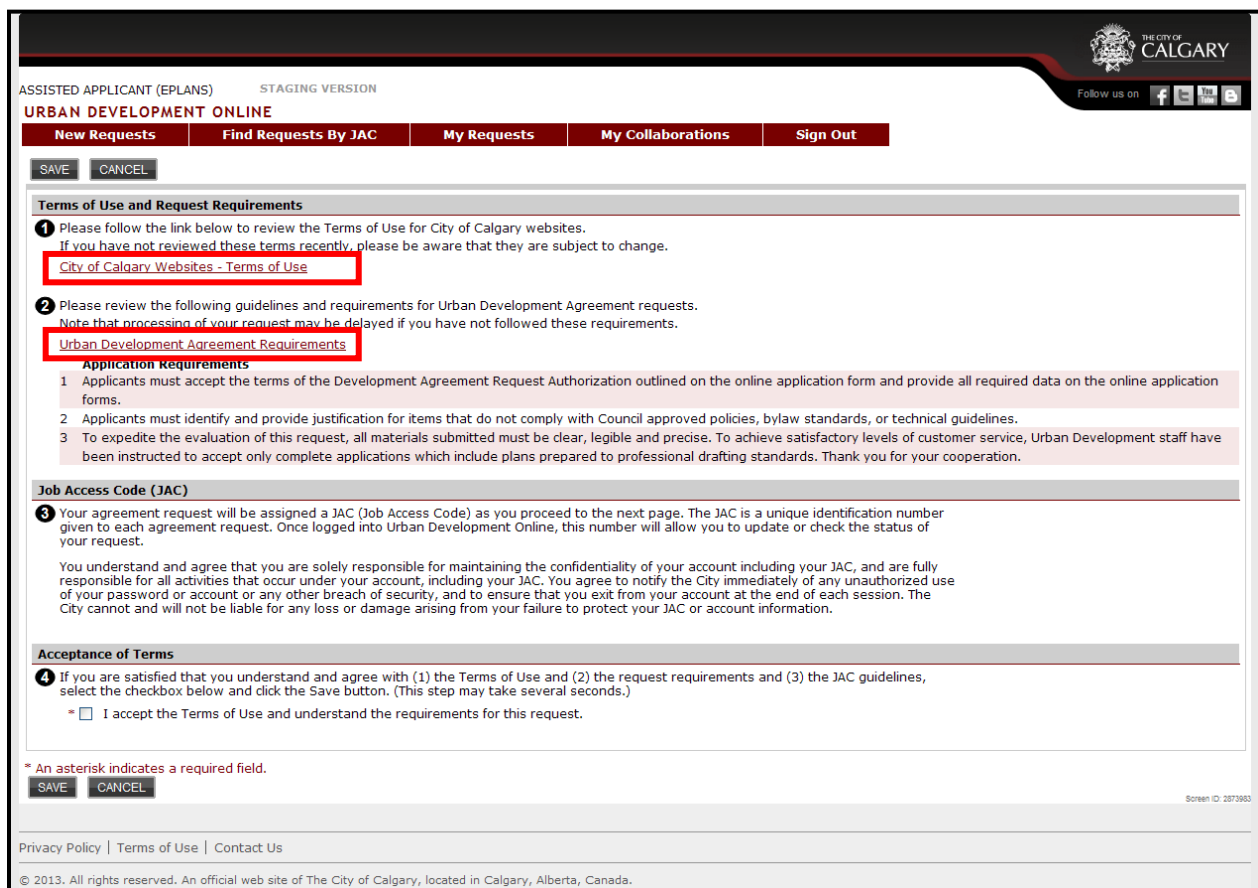 THE CITY OF
CALGARY
ASSISTED APPLICANT (EPLANS) STAGING VERSION
Follow us on
URBAN DEVELOPMENT ONLINE
New Requests Find Requests By JAC My Requests My Collaborations Sign Out
SAVE CANCEL
Terms of Use and Request Requirements
1 Please follow the link below to review the Terms of Use for City of Calgary websites.
If you have not reviewed these terms recently, please be aware that they are subject to change.
City of Calgary Websites - Terms of Use
2 Please review the following guidelines and requirements for Urban Development Agreement requests.
Note that processing of your request may be delayed if you have not followed these requirements.
Urban Development Agreement Requirements
Application Requirements
1 Applicants must accept the terms of the Development Agreement Request Authorization outlined on the online application form and provide all required data on the online application
forms.
2 Applicants must identify and provide justification for items that do not comply with Council approved policies, bylaw standards, or technical guidelines.
3 To expedite the evaluation of this request, all materials submitted must be clear, legible and precise. To achieve satisfactory levels of customer service, Urban Development staff have
been instructed to accept only complete applications which include plans prepared to professional drafting standards. Thank you for your cooperation.
Job Access Code (JAC)
3 Your agreement request will be assigned a JAC (Job Access Code) as you proceed to the next page. The JAC is a unique identification number
given to each agreement request. Once logged into Urban Development Online, this number will allow you to update or check the status of
your request.
You understand and agree that you are solely responsible for maintaining the confidentiality of your account including your JAC, and are fully
responsible for all activities that occur under your account, including your JAC. You agree to notify the City immediately of any unauthorized use
of your password or account or any other breach of security, and to ensure that you exit from your account at the end of each session. The
City cannot and will not be liable for any loss or damage arising from your failure to protect your JAC or account information.
Acceptance of Terms
4 If you are satisfied that you understand and agree with (1) the Terms of Use and (2) the request requirements and (3) the JAC guidelines,
select the checkbox below and click the Save button. (This step may take several seconds.)
* I accept the Terms of Use and understand the requirements for this request.
* An asterisk indicates a required field.
SAVE CANCEL
Screen ID: 2873983
Privacy Policy | Terms of Use | Contact Us
© 2013. All rights reserved. An official web site of The City of Calgary, located in Calgary, Alberta, Canada.